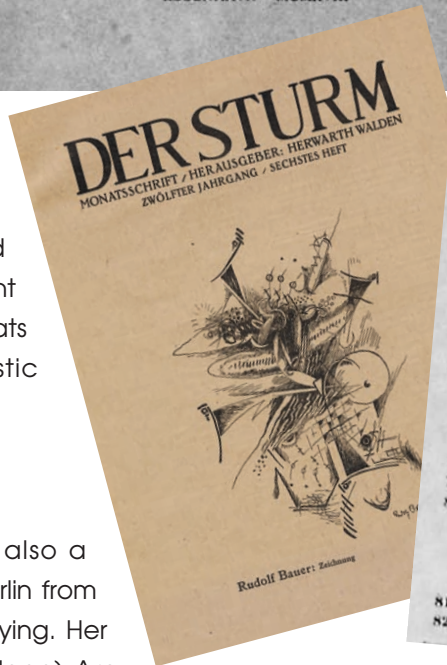 DER STURM
MONATSSCHRIFT / HERAUSGEBER: HERWARTH WALDEN
ZWÖLFTER JAHRGANG / SECHSTES HEFT
Rudolf Bauer: Zeichnung
d
nt
ats
stic
also a
rlin from
ying. Her